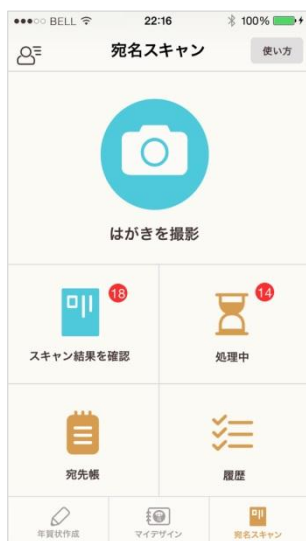 BELL 22:16 100%
宛名スキャン 使い方
はがきを撮影
18 14
スキャン結果を確認 処理中
宛先帳 履歴
年賀状作成 マイデザイン 宛名スキャン